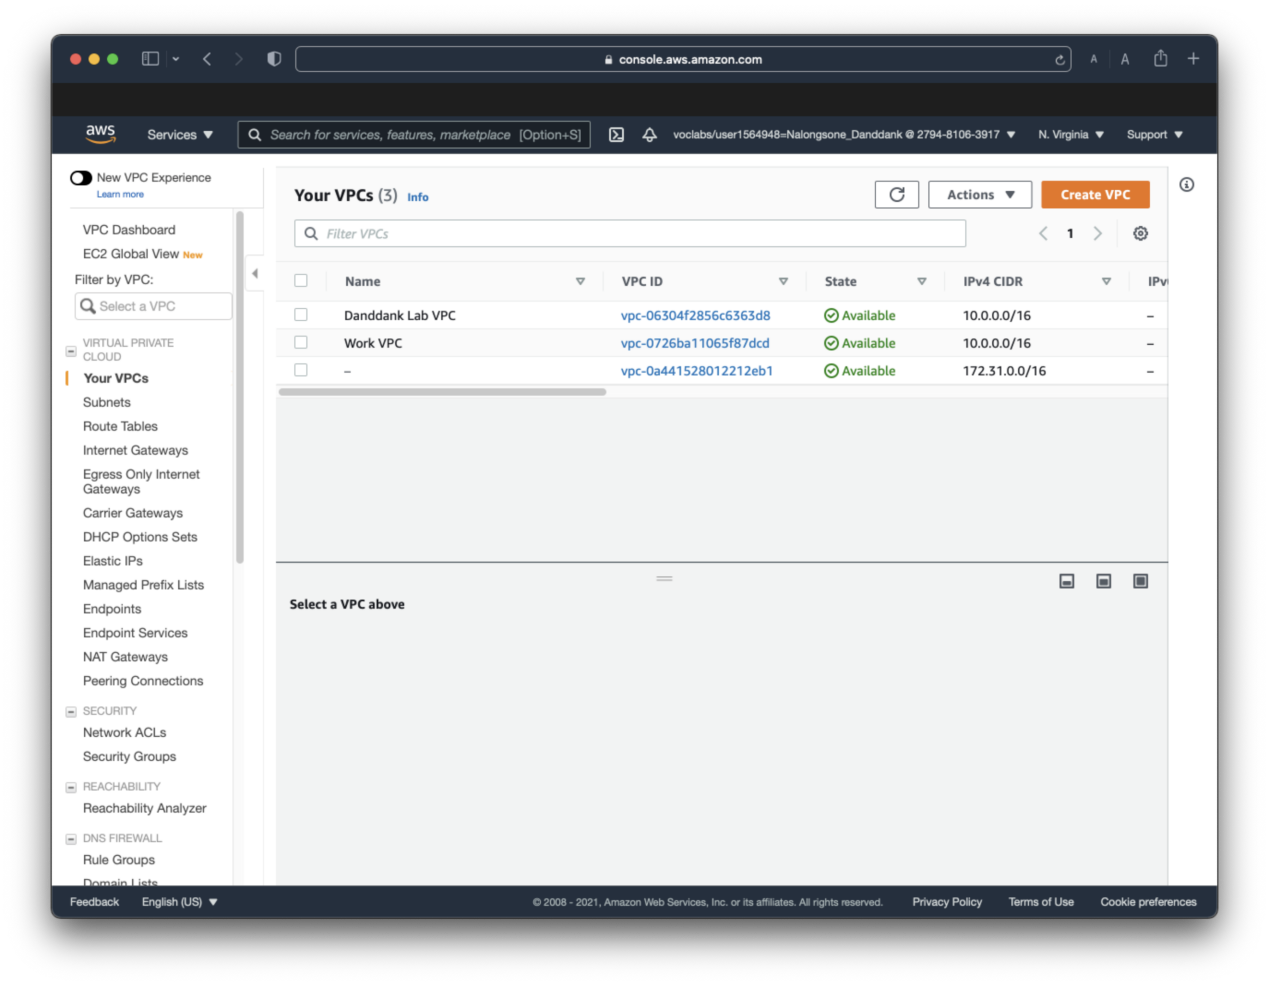 console.aws.amazon.com
A A
aws Services Search for services, features, marketplace [Option+S] voclabs/user1564948=Nalongsone_Danddank @ 2794-8106-3917 N. Virginia Support
New VPC Experience
Learn more
VPC Dashboard
EC2 Global View New
Filter by VPC:
Select a VPC
VIRTUAL PRIVATE
CLOUD
Your VPCs
Subnets
Route Tables
Internet Gateways
Egress Only Internet
Gateways
Carrier Gateways
DHCP Options Sets
Elastic IPs
Managed Prefix Lists
Endpoints
Endpoint Services
NAT Gateways
Peering Connections
SECURITY
Network ACLs
Security Groups
REACHABILITY
Reachability Analyzer
DNS FIREWALL
Rule Groups
Domain Lists
Your VPCs (3) Info
Actions
Create VPC
Filter VPCs
1
Name VPC ID State IPv4 CIDR IPv
Danddank Lab VPC vpc-06304f2856c6363d8 Available 10.0.0.0/16 –
Work VPC vpc-0726ba11065f87dcd Available 10.0.0.0/16 –
– vpc-0a441528012212eb1 Available 172.31.0.0/16 –
Select a VPC above
Feedback English (US) © 2008 - 2021, Amazon Web Services, Inc. or its affiliates. All rights reserved. Privacy Policy Terms of Use Cookie preferences